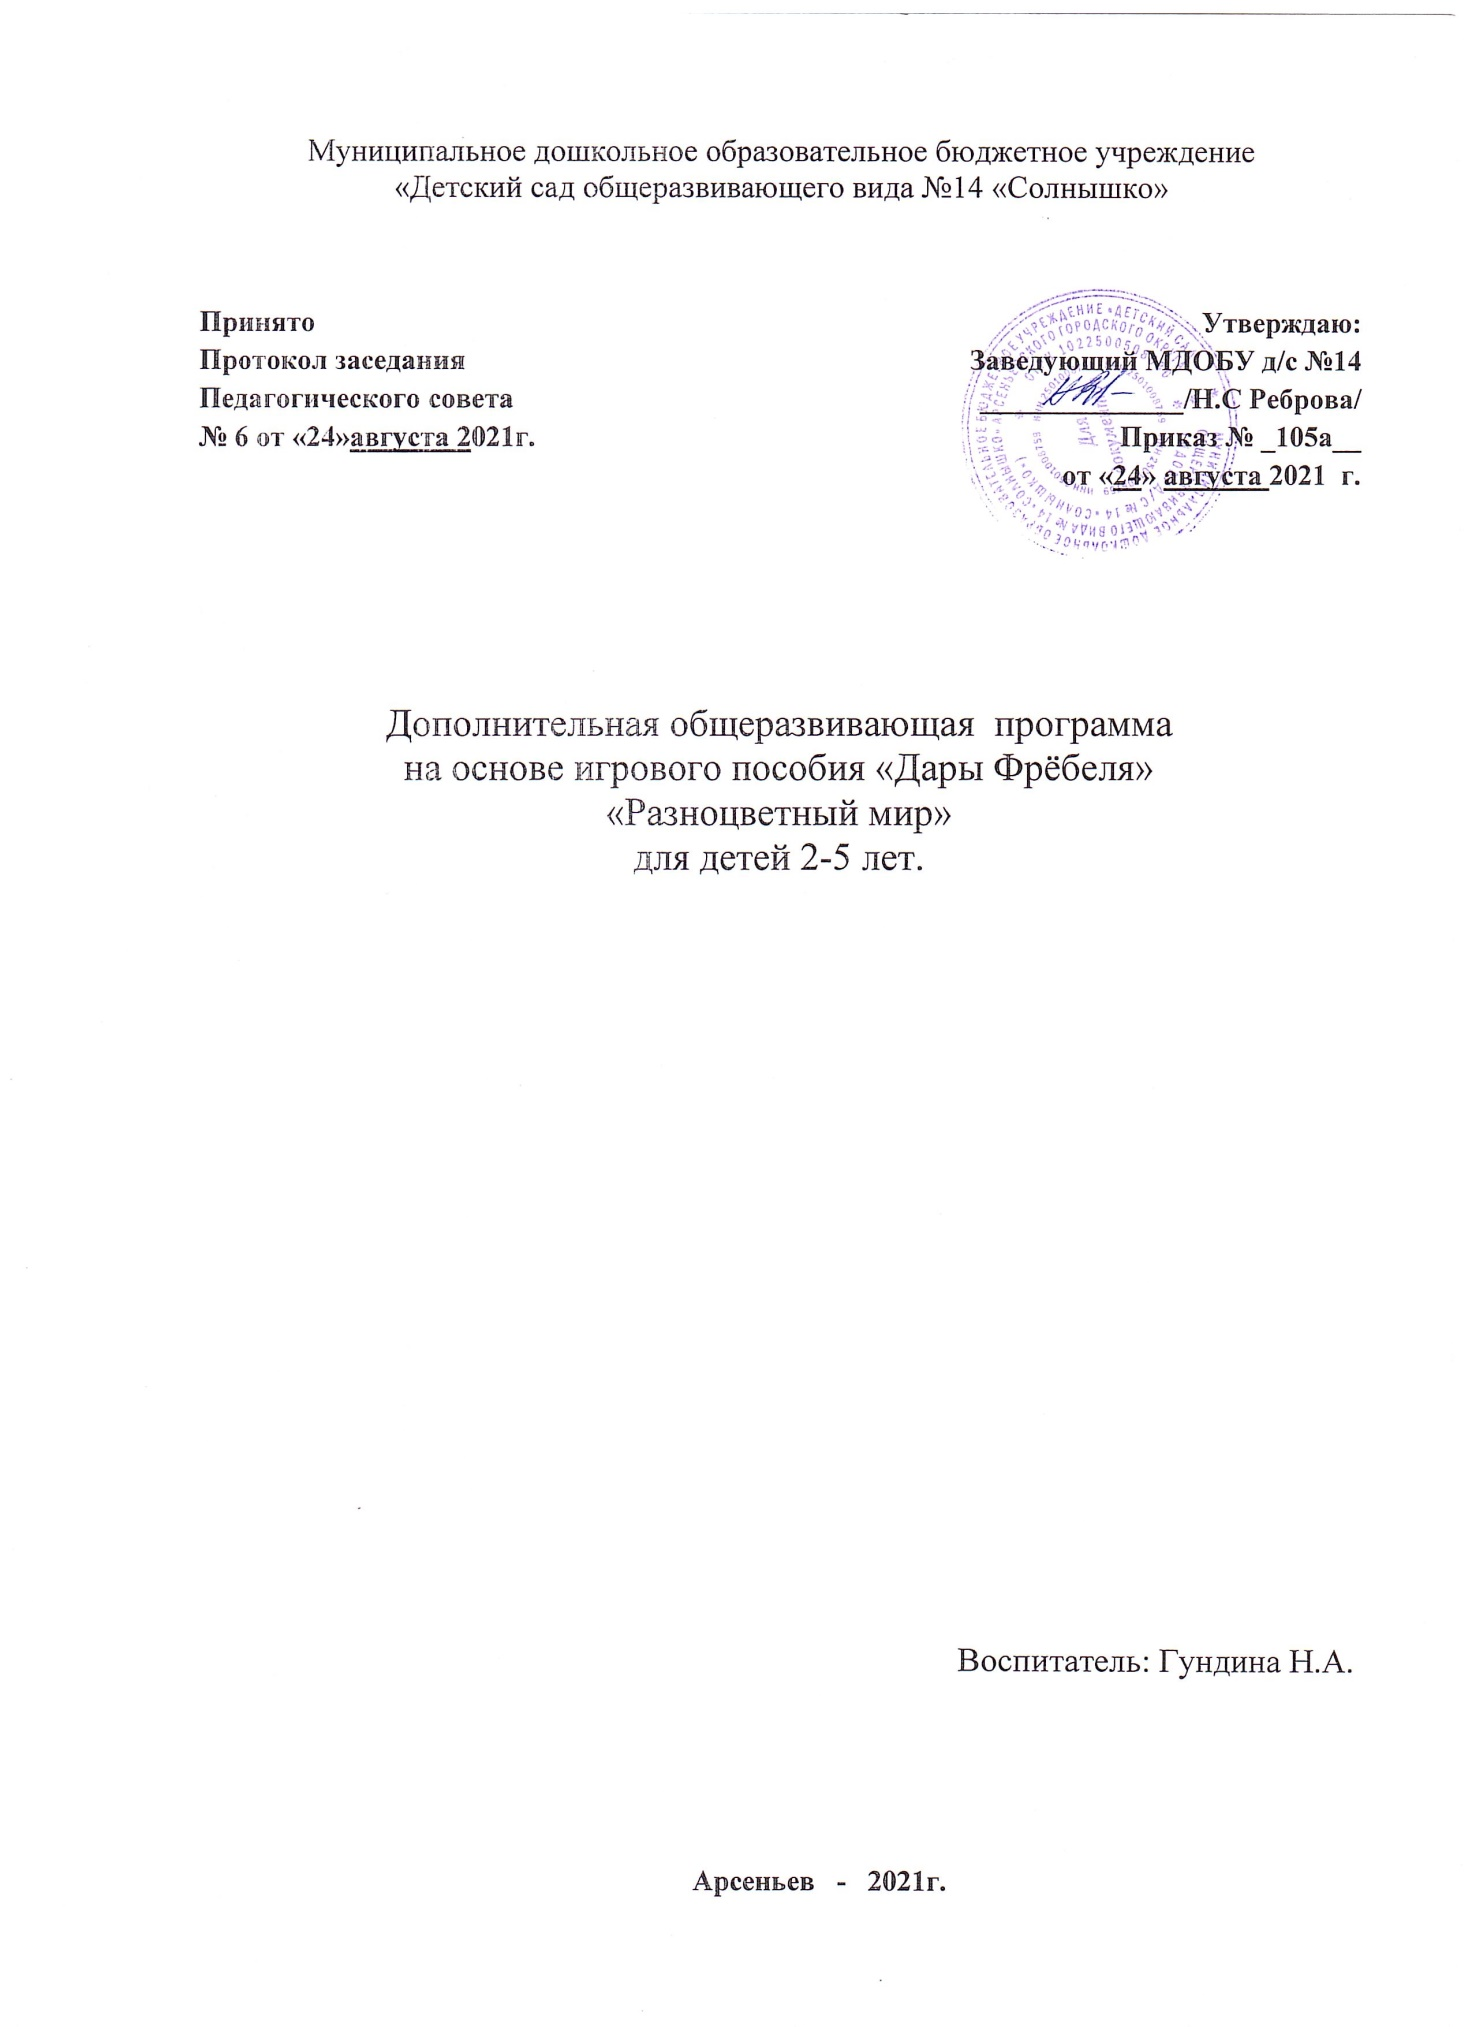 Муниципальное дошкольное образовательное бюджетное учреждение
«Детский сад общеразвивающего вида №14 «Солнышко»
Принято
Протокол заседания
Педагогического совета
№ 6 от «24»августа 2021г.
Утверждаю:
Заведующий МДОБУ д/с №14
______________/Н.С Реброва/
Приказ № _105а__
от «24» августа 2021 г.
Дополнительная общеразвивающая программа
на основе игрового пособия «Дары Фрёбеля»
«Разноцветный мир»
для детей 2-5 лет.
Воспитатель: Гундина Н.А.
Арсеньев - 2021г.